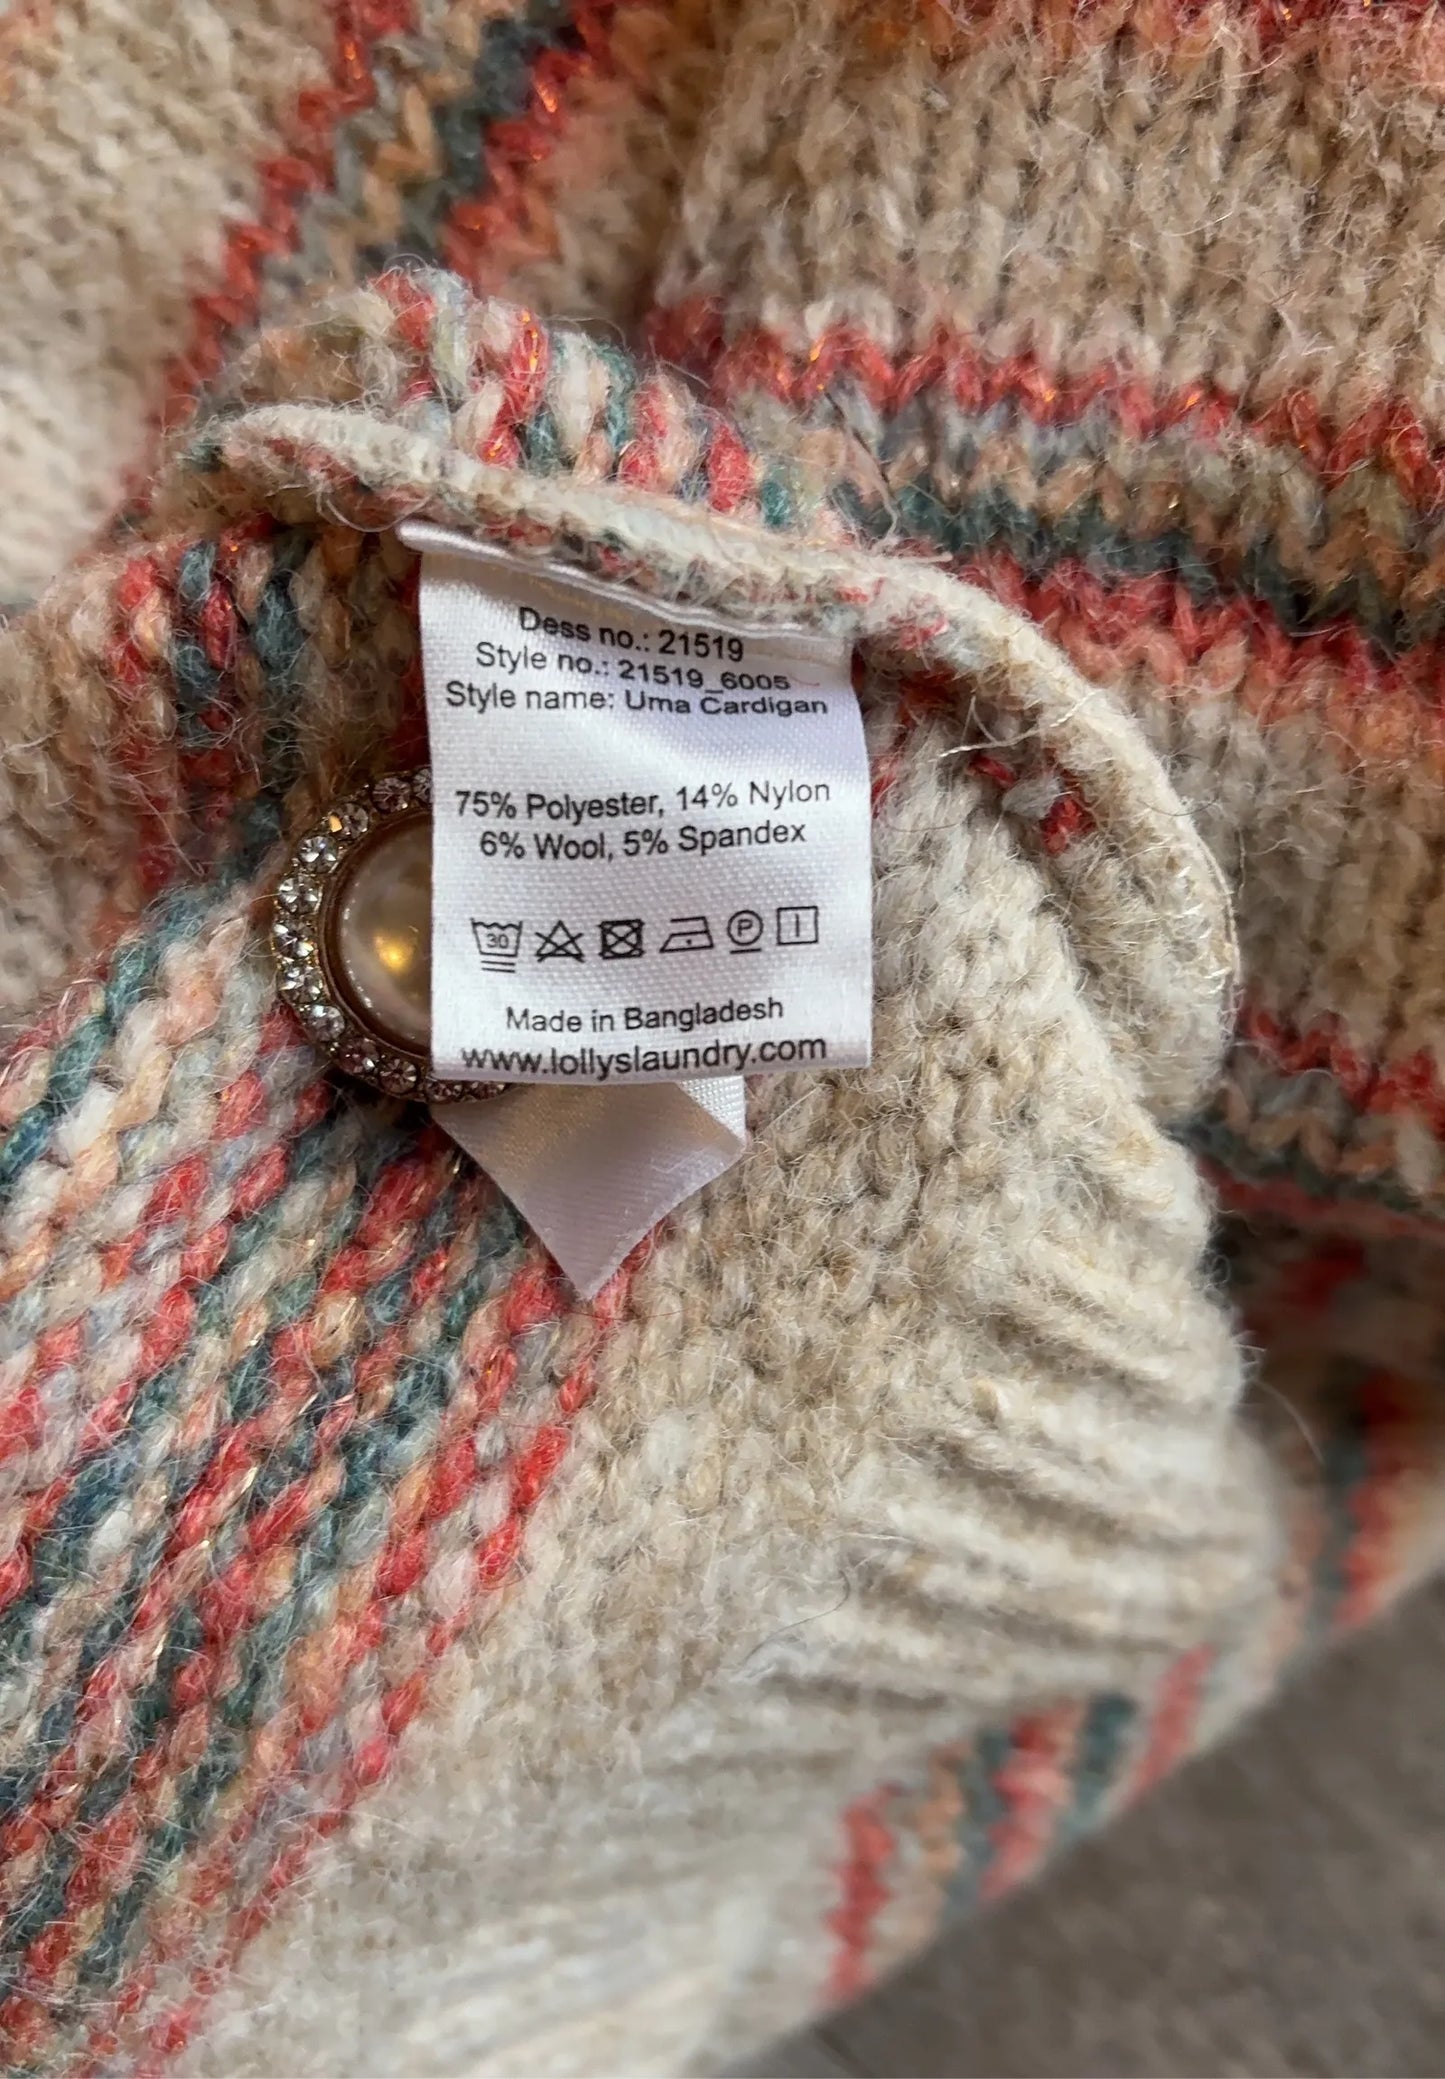 Dess no.: 21519
Style no.: 21519_6005
Style name: Uma Cardigan
75% Polyester, 14% Nylon
6% Wool, 5% Spandex
30 P
Made in Bangladesh
www.lollyslaundry.com